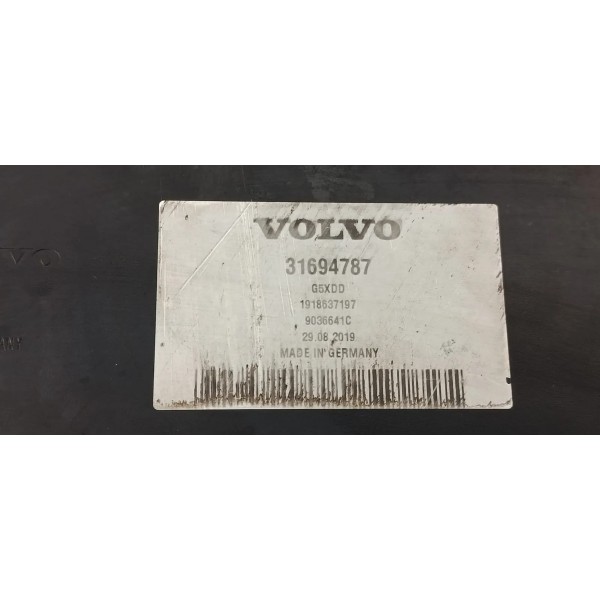 VOLVO
31694787
G5XDD
1918637197
9036641C
29.08.2019
MADE IN GERMANY